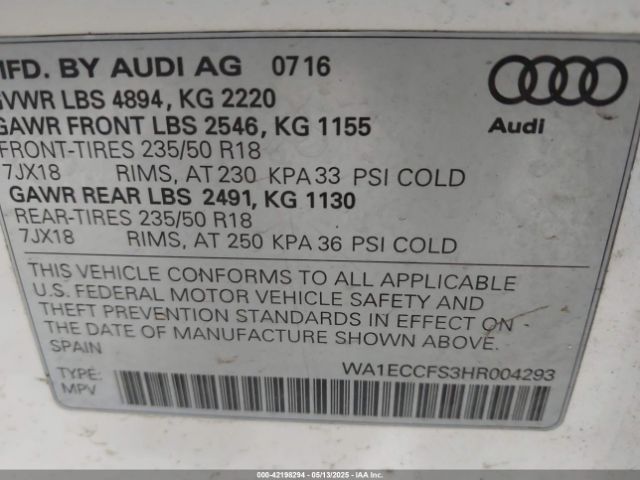 MFD. BY AUDI AG 0716
GVWR LBS 4894, KG 2220
GAWR FRONT LBS 2546, KG 1155
FRONT-TIRES 235/50 R18
7JX18 RIMS, AT 230 KPA 33 PSI COLD
GAWR REAR LBS 2491, KG 1130
REAR-TIRES 235/50 R18
7JX18 RIMS, AT 250 KPA 36 PSI COLD
THIS VEHICLE CONFORMS TO ALL APPLICABLE
U.S. FEDERAL MOTOR VEHICLE SAFETY AND
THEFT PREVENTION STANDARDS IN EFFECT ON
THE DATE OF MANUFACTURE SHOWN ABOVE.
SPAIN
TYPE:
MPV
WA1ECCFS3HR004293
Audi
000-42198294 - 05/13/2025 - IAA Inc.